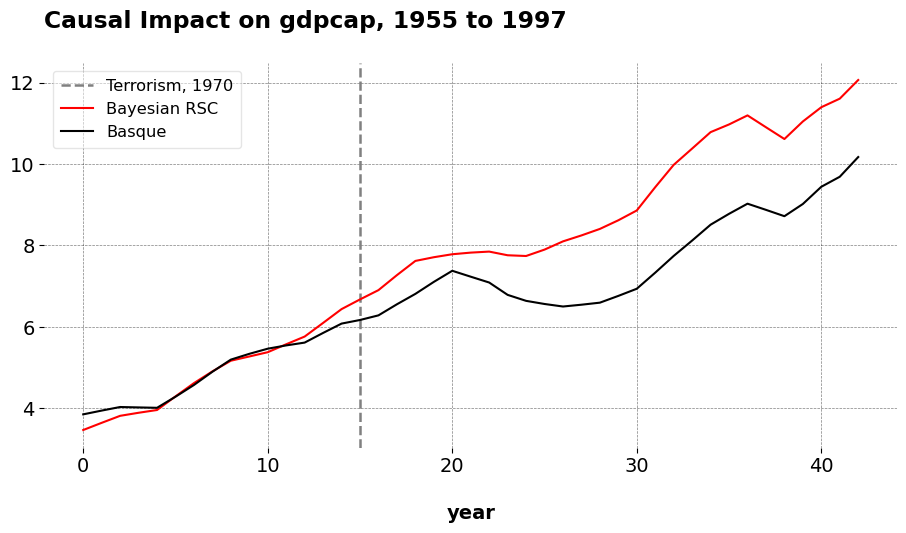 Causal Impact on gdpcap, 1955 to 1997
Terrorism, 1970
Bayesian RSC
Basque
12
10
8
6
4
0 10 20 30 40
year